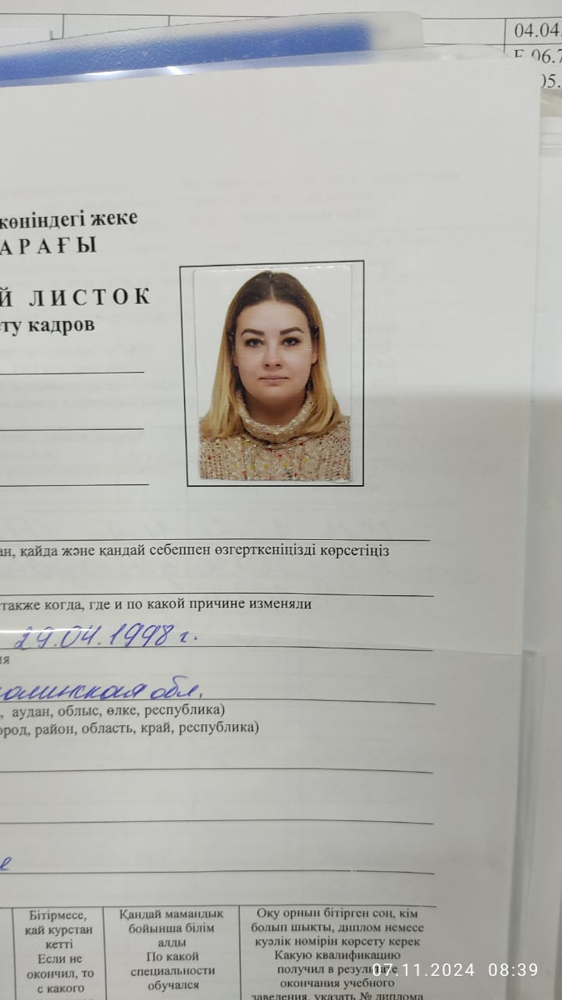 04.04.
көніндегі жеке
АРАҒЫ
Й ЛИСТОК
ету кадров
ан, қайда және қандай себеппен өзгерткеніңізді көрсетіңіз
также когда, где и по какой причине изменяли
29.04.1998 г.
ия
обл.
, аудан, облыс, өлке, республика)
ород, район, область, край, республика)
е
Бітірмесе,
қай курстан
кетті
Если не
окончил, то
с какого
Қандай мамандық
бойынша білім
алды
По какой
специальности
обучался
Оқу орнын бітірген соң, кім
болып шықты, диплом немесе
куәлік нөмірін көрсету керек
Какую квалификацию
получил в результате
окончания учебного
заведения, указать № диплома
07.11.2024 08:39